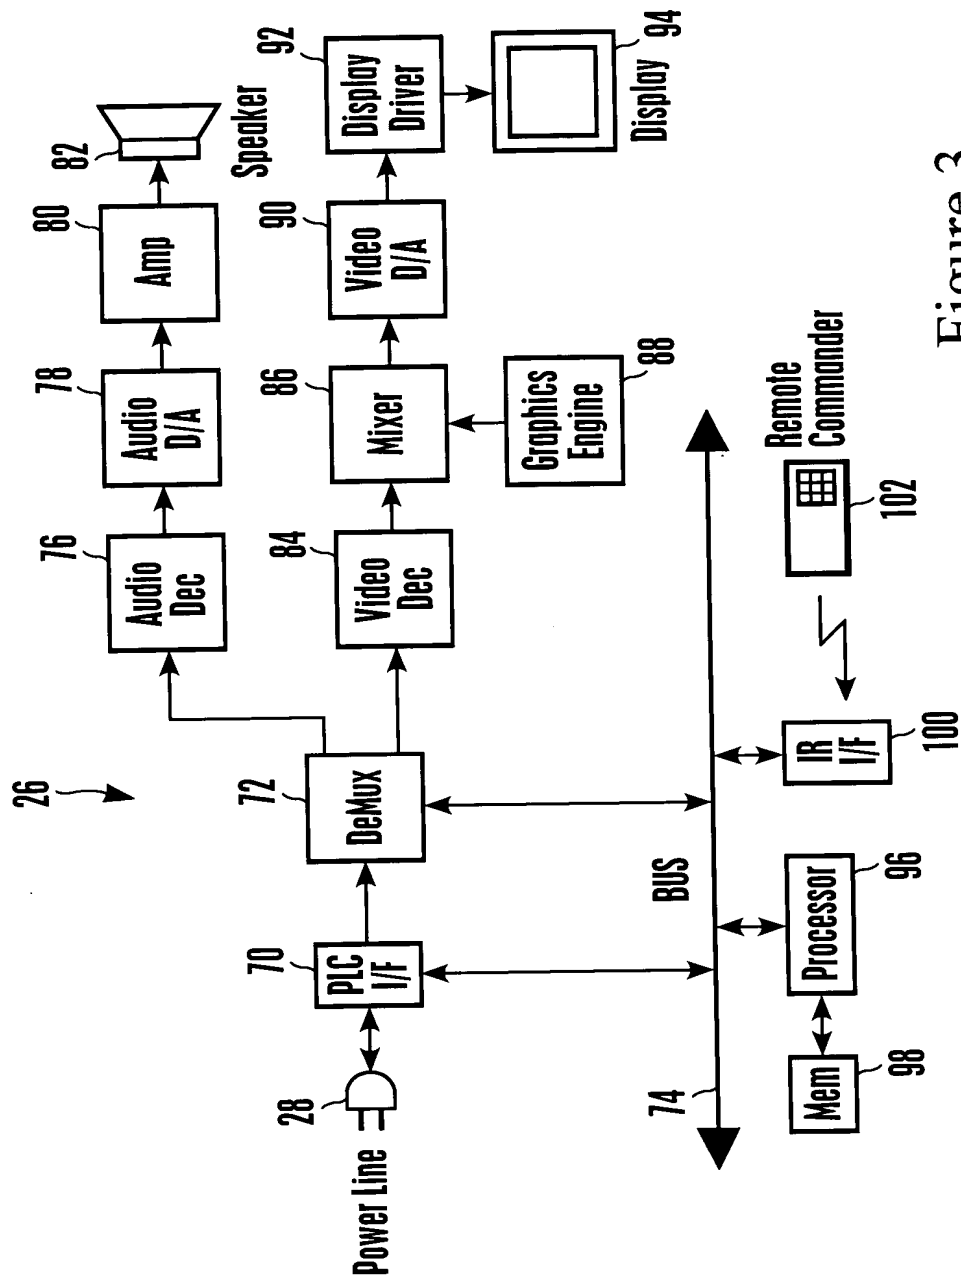 26
82
Speaker
80
Amp
78
Audio
D/A
76
Audio
Dec
92
Display
Driver
94
Display
90
Video
D/A
86
Mixer
88
Graphics
Engine
84
Video
Dec
72
DeMux
70
PLC
I/F
28
Power Line
BUS
74
Mem
98
Processor
96
IR
I/F
100
102
Remote
Commander
Figure 3